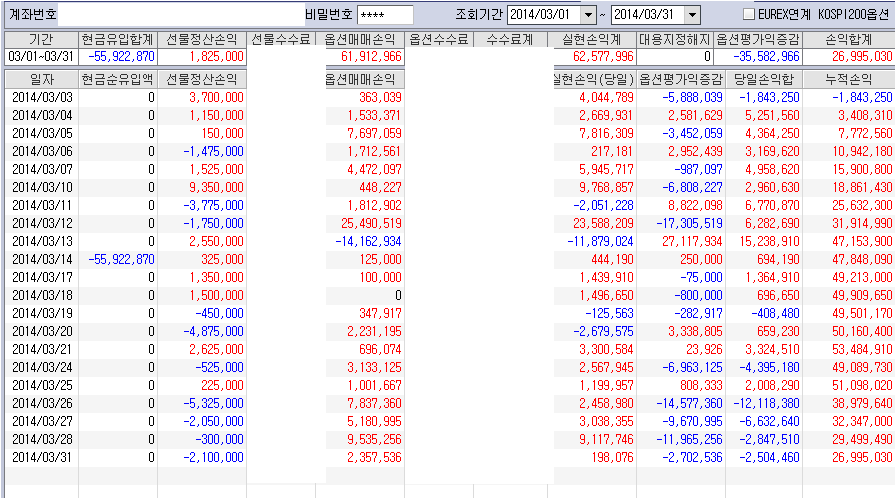 계좌번호 비밀번호 **** 조회기간 2014/03/01 ~ 2014/03/31 EUREX연계 KOSPI200옵션
기간 현금유입합계 선물정산손익 선물수수료 옵션매매손익 옵션수수료 수수료계 실현손익계 대용지정해지 옵션평가익증감 손익합계
03/01~03/31 -55,922,870 1,825,000 61,912,966 62,577,996 0 -35,582,966 26,995,030
일자 현금순유입액 선물정산손익 옵션매매손익 실현손익(당일) 옵션평가익증감 당일손익합 누적손익
2014/03/03 0 3,700,000 363,039 4,044,789 -5,888,039 -1,843,250 -1,843,250
2014/03/04 0 1,150,000 1,533,371 2,669,931 2,581,629 5,251,560 3,408,310
2014/03/05 0 150,000 7,697,059 7,816,309 -3,452,059 4,364,250 7,772,560
2014/03/06 0 -1,475,000 1,712,561 217,181 2,952,439 3,169,620 10,942,180
2014/03/07 0 1,525,000 4,472,097 5,945,717 -987,097 4,958,620 15,900,800
2014/03/10 0 9,350,000 448,227 9,768,857 -6,808,227 2,960,630 18,861,430
2014/03/11 0 -3,775,000 1,812,902 -2,051,228 8,822,098 6,770,870 25,632,300
2014/03/12 0 -1,750,000 25,490,519 23,588,209 -17,305,519 6,282,690 31,914,990
2014/03/13 0 2,550,000 -14,162,934 -11,879,024 27,117,934 15,238,910 47,153,900
2014/03/14 -55,922,870 325,000 125,000 444,190 250,000 694,190 47,848,090
2014/03/17 0 1,350,000 100,000 1,439,910 -75,000 1,364,910 49,213,000
2014/03/18 0 1,500,000 0 1,496,650 -800,000 696,650 49,909,650
2014/03/19 0 -450,000 347,917 -125,563 -282,917 -408,480 49,501,170
2014/03/20 0 -4,875,000 2,231,195 -2,679,575 3,338,805 659,230 50,160,400
2014/03/21 0 2,625,000 696,074 3,300,584 23,926 3,324,510 53,484,910
2014/03/24 0 -525,000 3,133,125 2,567,945 -6,963,125 -4,395,180 49,089,730
2014/03/25 0 225,000 1,001,667 1,199,957 808,333 2,008,290 51,098,020
2014/03/26 0 -5,325,000 7,837,360 2,458,980 -14,577,360 -12,118,380 38,979,640
2014/03/27 0 -2,050,000 5,180,995 3,038,355 -9,670,995 -6,632,640 32,347,000
2014/03/28 0 -300,000 9,535,256 9,117,746 -11,965,256 -2,847,510 29,499,490
2014/03/31 0 -2,100,000 2,357,536 198,076 -2,702,536 -2,504,460 26,995,030